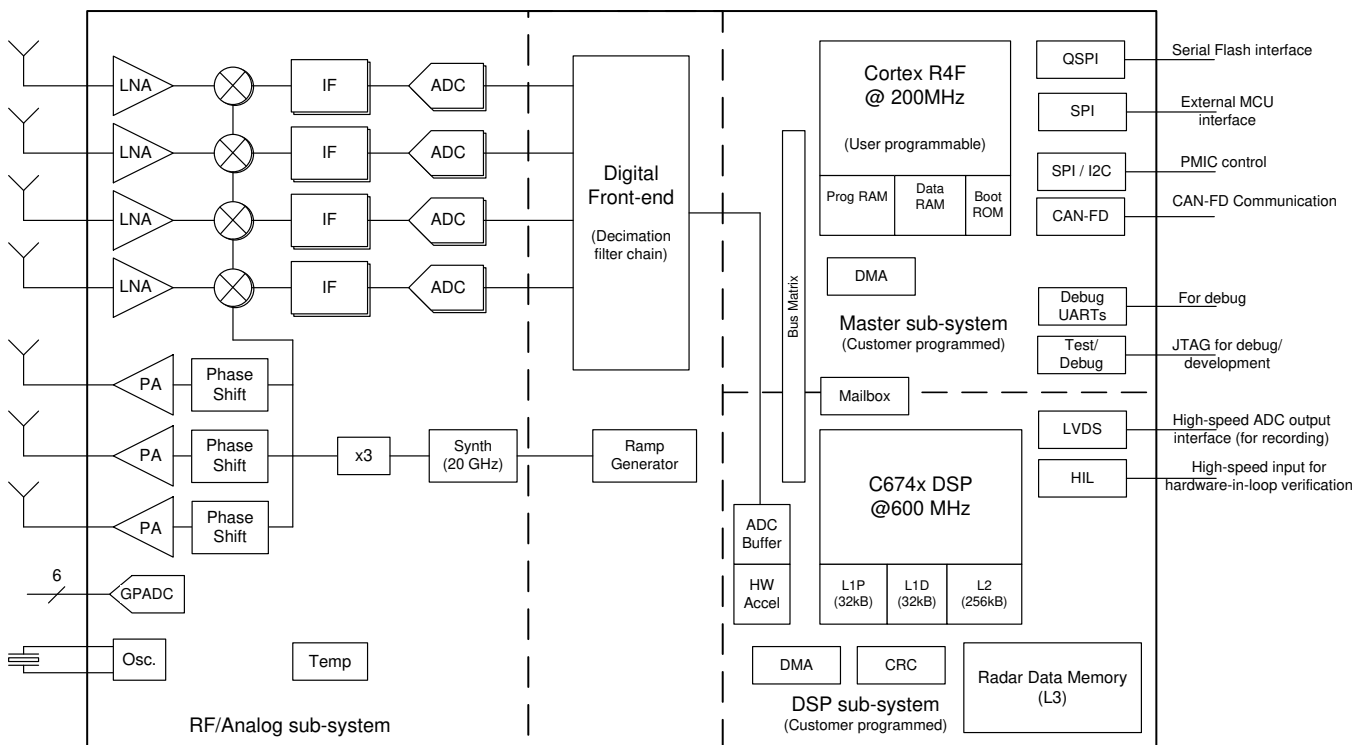 LNA
IF
ADC
LNA
IF
ADC
LNA
IF
ADC
LNA
IF
ADC
PA
Phase
Shift
PA
Phase
Shift
PA
Phase
Shift
x3
Synth
(20 GHz)
6
GPADC
Osc.
Temp
RF/Analog sub-system
Digital
Front-end
(Decimation
filter chain)
Ramp
Generator
Bus Matrix
Cortex R4F
@ 200MHz
(User programmable)
Prog RAM
Data
RAM
Boot
ROM
DMA
Master sub-system
(Customer programmed)
Mailbox
QSPI
Serial Flash interface
SPI
External MCU
interface
SPI / I2C
PMIC control
CAN-FD
CAN-FD Communication
Debug
UARTs
For debug
Test/
Debug
JTAG for debug/
development
LVDS
High-speed ADC output
interface (for recording)
HIL
High-speed input for
hardware-in-loop verification
ADC
Buffer
HW
Accel
C674x DSP
@600 MHz
L1P
(32kB)
L1D
(32kB)
L2
(256kB)
DMA
CRC
Radar Data Memory
(L3)
DSP sub-system
(Customer programmed)